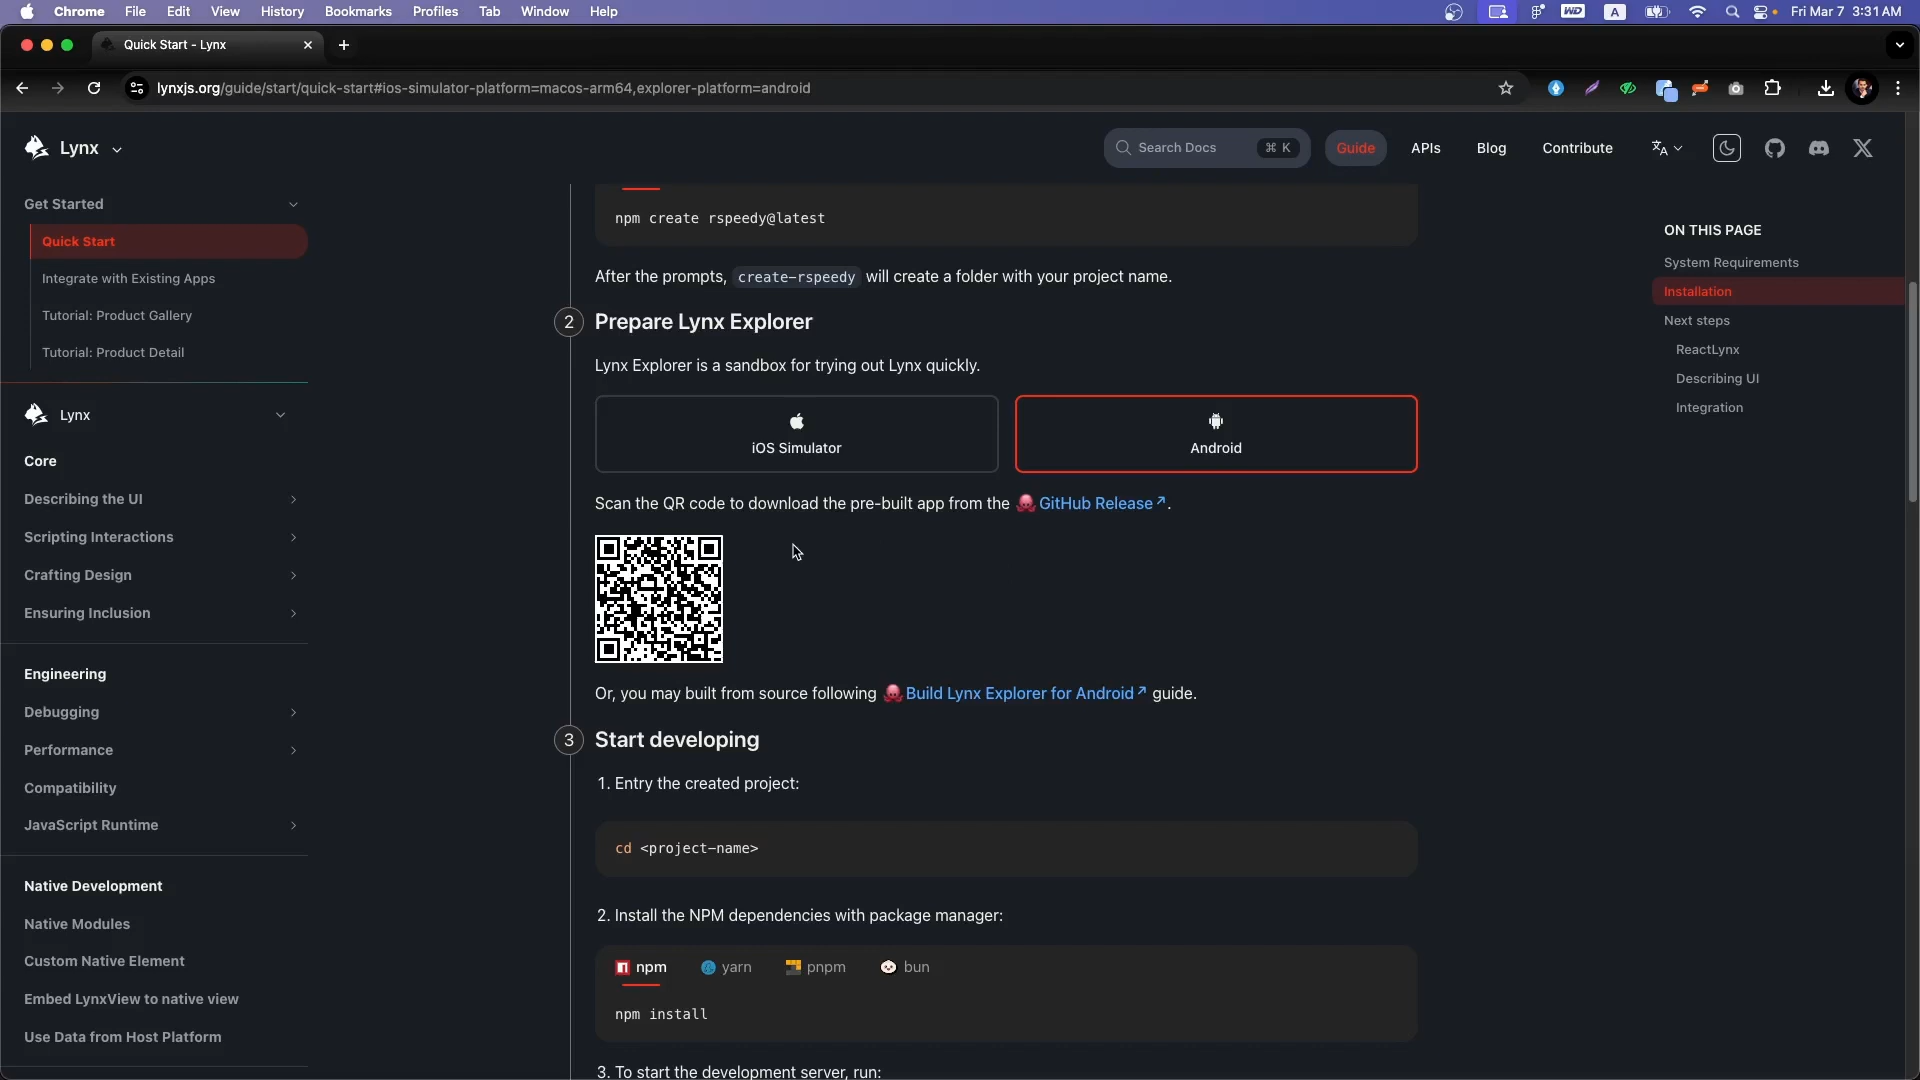 Chrome File Edit View History Bookmarks Profiles Tab Window Help
WD A Fri Mar 7 3:31 AM
Quick Start - Lynx
lynxjs.org/guide/start/quick-start#ios-simulator-platform=macos-arm64,explorer-platform=android
Lynx
Search Docs ⌘ K Guide APIs Blog Contribute
Get Started
Quick Start
Integrate with Existing Apps
Tutorial: Product Gallery
Tutorial: Product Detail
Lynx
Core
Describing the UI
Scripting Interactions
Crafting Design
Ensuring Inclusion
Engineering
Debugging
Performance
Compatibility
JavaScript Runtime
Native Development
Native Modules
Custom Native Element
Embed LynxView to native view
Use Data from Host Platform
npm create rspeedy@latest
After the prompts, create-rspeedy will create a folder with your project name.
2 Prepare Lynx Explorer
Lynx Explorer is a sandbox for trying out Lynx quickly.
iOS Simulator
Android
Scan the QR code to download the pre-built app from the GitHub Release.
Or, you may built from source following Build Lynx Explorer for Android guide.
3 Start developing
1. Entry the created project:
cd <project-name>
2. Install the NPM dependencies with package manager:
npm yarn pnpm bun
npm install
3. To start the development server, run:
ON THIS PAGE
System Requirements
Installation
Next steps
ReactLynx
Describing UI
Integration